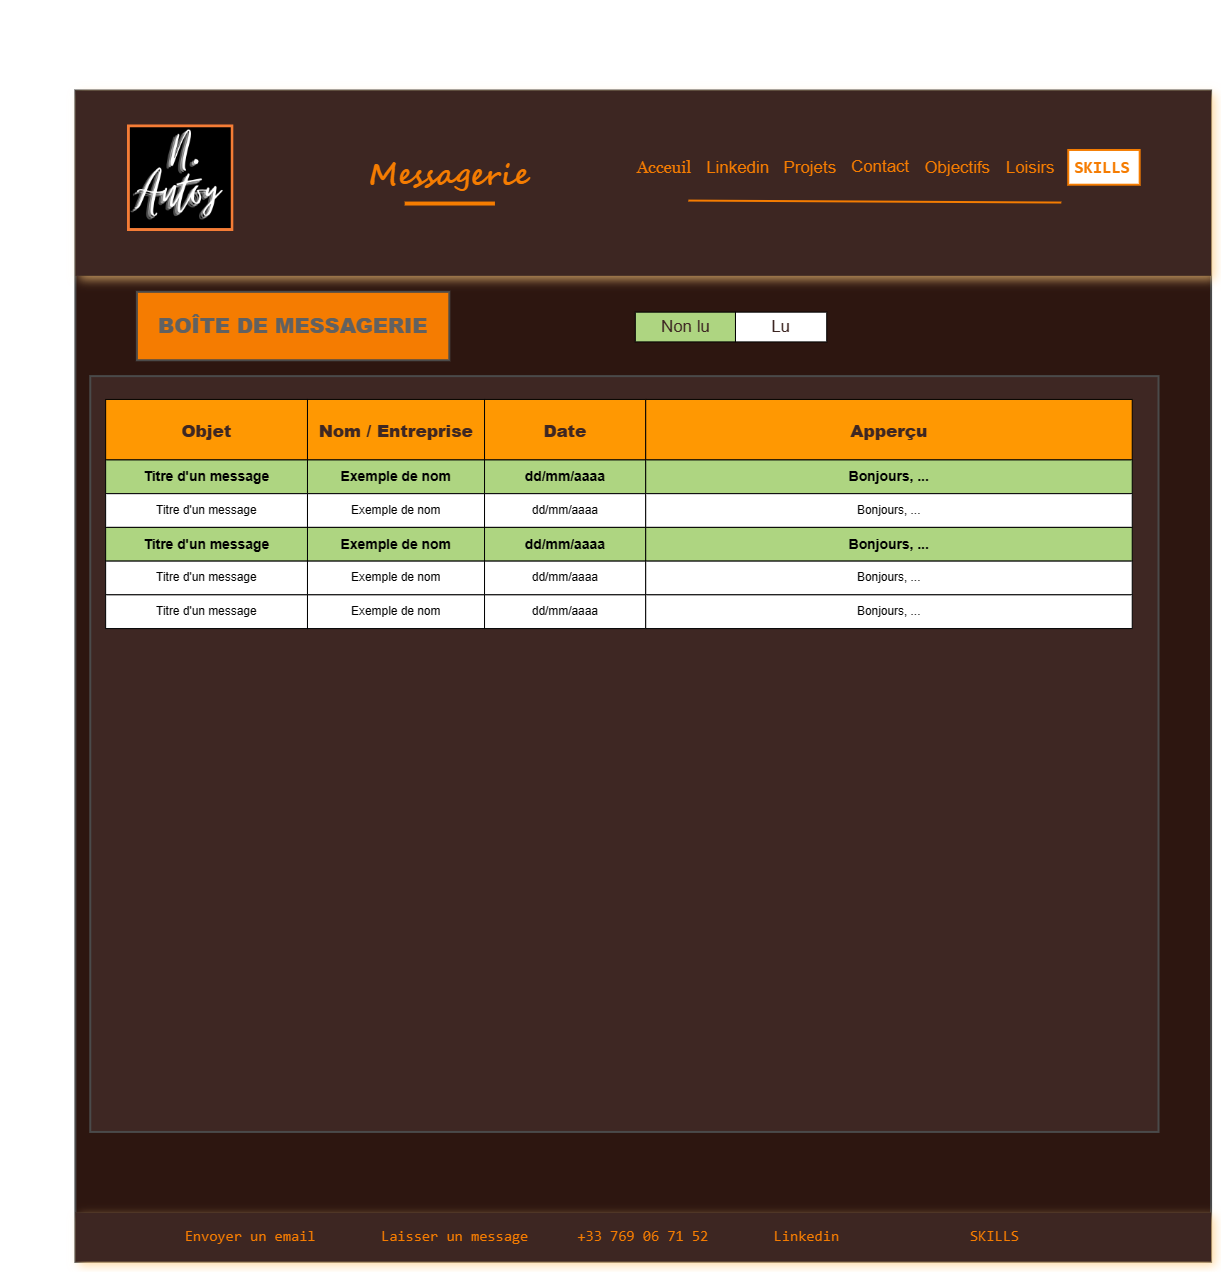 N.
Autoy
Messagerie
Acceuil Linkedin Projets Contact Objectifs Loisirs SKILLS
BOÎTE DE MESSAGERIE
Non lu Lu
Objet Nom / Entreprise Date Apperçu
Titre d'un message Exemple de nom dd/mm/aaaa Bonjours, ...
Titre d'un message Exemple de nom dd/mm/aaaa Bonjours, ...
Titre d'un message Exemple de nom dd/mm/aaaa Bonjours, ...
Titre d'un message Exemple de nom dd/mm/aaaa Bonjours, ...
Titre d'un message Exemple de nom dd/mm/aaaa Bonjours, ...
Envoyer un email Laisser un message +33 769 06 71 52 Linkedin SKILLS